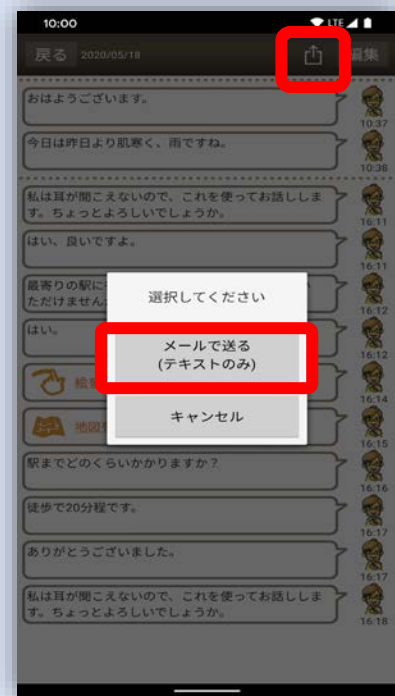 10:00
LTE
戻る 2020/05/18
編集
おはようございます。
10:37
今日は昨日より肌寒く、雨ですね。
10:38
私は耳が聞こえないので、これを使ってお話ししま
す。ちょっとよろしいでしょうか。
16:11
はい、良いですよ。
16:11
最寄りの駅に
ただけません
16:12
はい。
16:12
選択してください
メールで送る
(テキストのみ)
キャンセル
絵を
16:14
地図
16:15
駅までどのくらいかかりますか?
16:16
徒歩で20分程です。
16:17
ありがとうございました。
16:17
私は耳が聞こえないので、これを使ってお話ししま
す。ちょっとよろしいでしょうか。
16:18